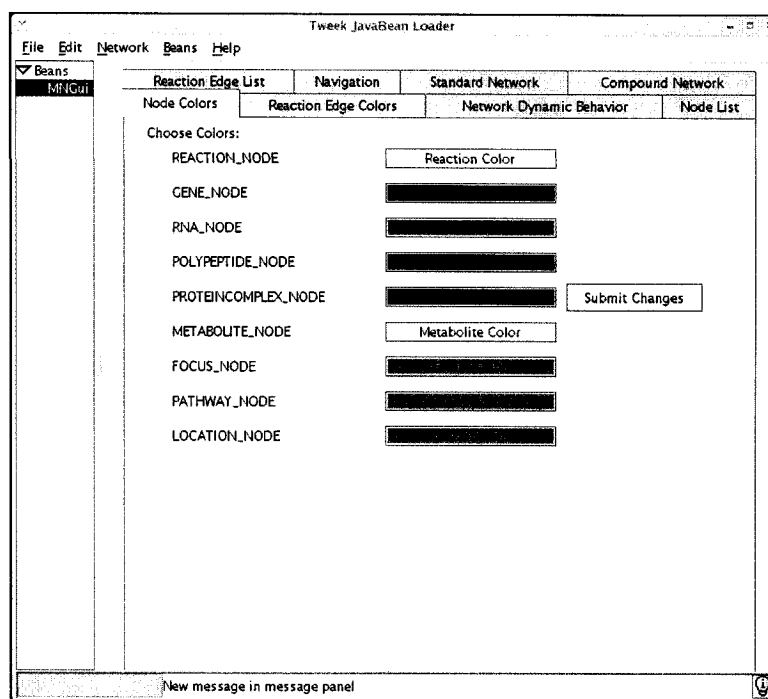 Tweek JavaBean Loader
File Edit Network Beans Help
Beans
MNGui
Reaction Edge List Navigation Standard Network Compound Network
Node Colors Reaction Edge Colors Network Dynamic Behavior Node List
Choose Colors:
REACTION_NODE Reaction Color
GENE_NODE
RNA_NODE
POLYPEPTIDE_NODE
PROTEINCOMPLEX_NODE Submit Changes
METABOLITE_NODE Metabolite Color
FOCUS_NODE
PATHWAY_NODE
LOCATION_NODE
New message in message panel